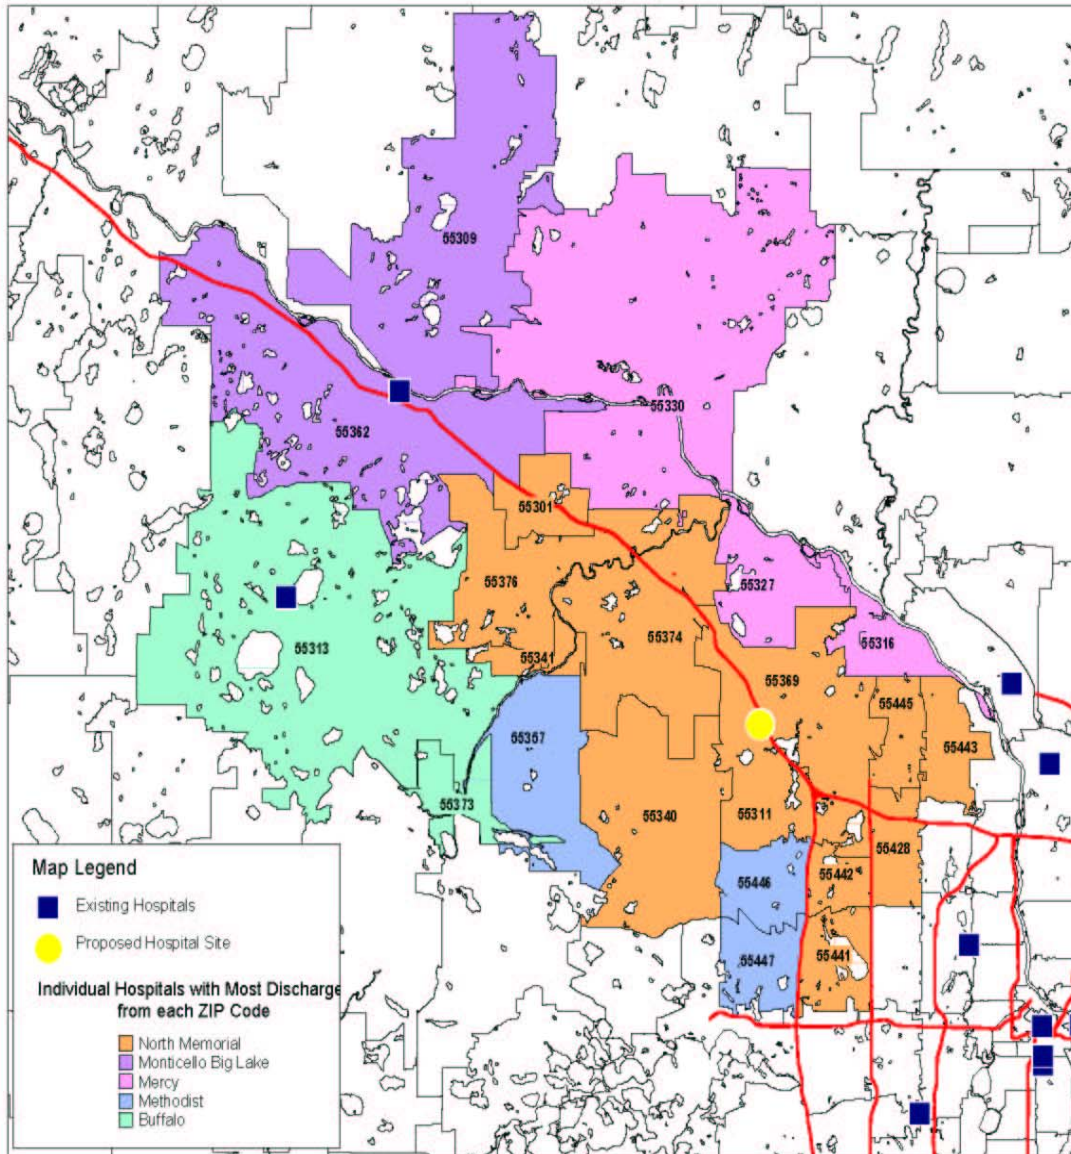 55309
55330
55362
55301
55376
55327
55374
55316
55313
55341
55369
55445
55357
55443
55373
55340
55311
55428
55446
55442
55447
55441
Map Legend
Existing Hospitals
Proposed Hospital Site
Individual Hospitals with Most Discharge
from each ZIP Code
North Memorial
Monticello Big Lake
Mercy
Methodist
Buffalo